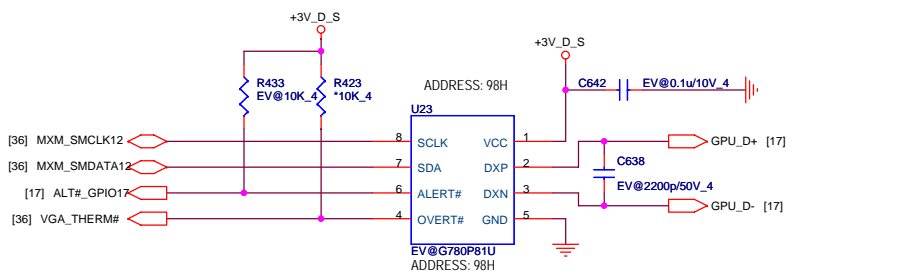 +3V_D_S
+3V_D_S
R433
EV@10K_4
R423
*10K_4
ADDRESS: 98H
C642
EV@0.1u/10V_4
U23
[36] MXM_SMCLK12
8
SCLK
VCC
1
GPU_D+ [17]
[36] MXM_SMDATA12
7
SDA
DXP
2
C638
EV@2200p/50V_4
[17] ALT#_GPIO17
6
ALERT#
DXN
3
GPU_D- [17]
[36] VGA_THERM#
4
OVERT#
GND
5
EV@G780P81U
ADDRESS: 98H